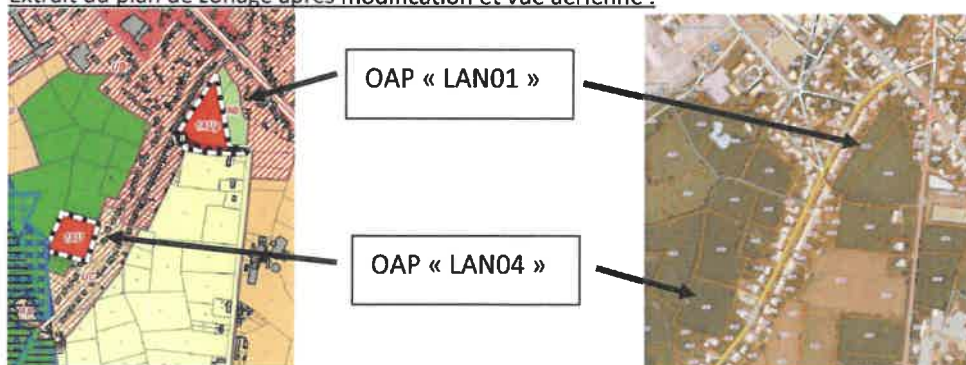 Extrait du plan de zonage après modification et vue aérienne :
OAP « LAN01 »
OAP « LAN04 »